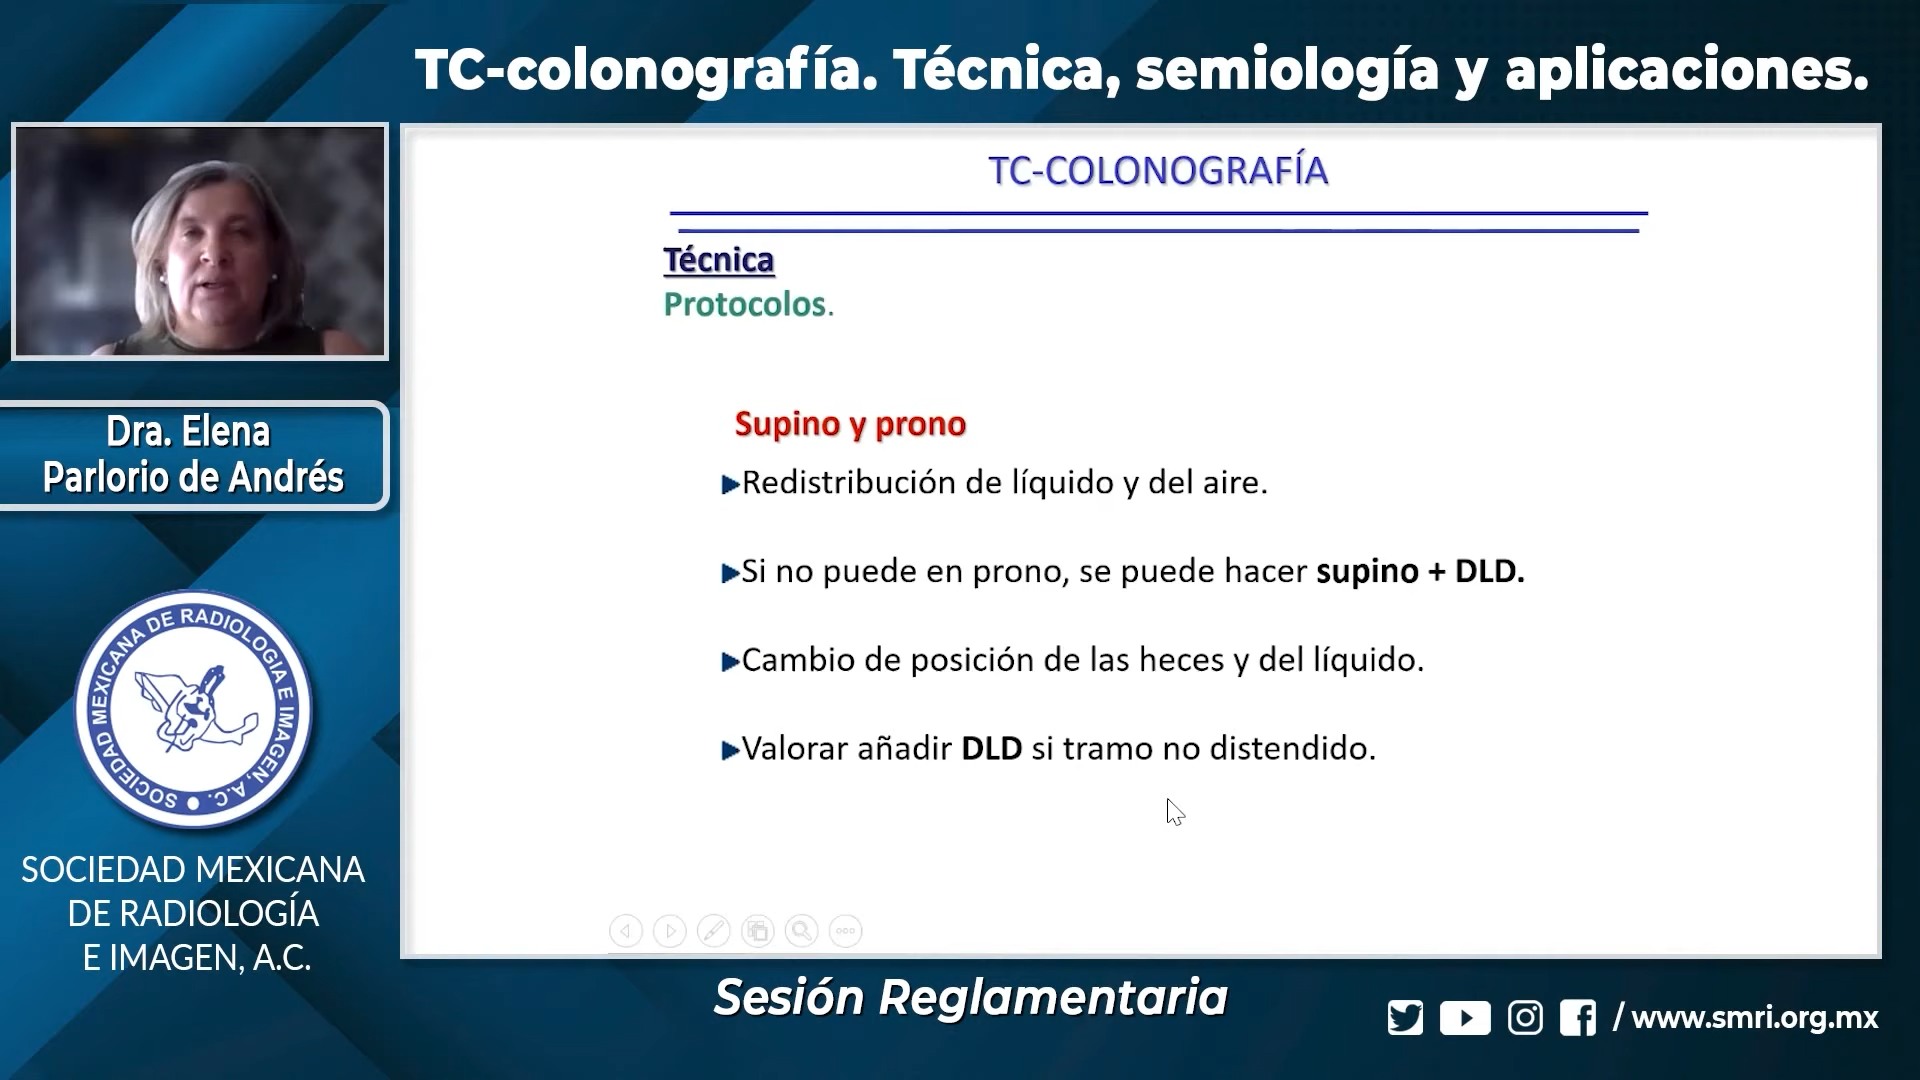 TC-colonografía. Técnica, semiología y aplicaciones.
TC-COLONOGRAFÍA
Técnica
Protocolos.
Supino y prono
Redistribución de líquido y del aire.
Si no puede en prono, se puede hacer supino + DLD.
Cambio de posición de las heces y del líquido.
Valorar añadir DLD si tramo no distendido.
Dra. Elena
Parlorio de Andrés
SOCIEDAD MEXICANA DE RADIOLOGIA E IMAGEN, A.C.
SOCIEDAD MEXICANA
DE RADIOLOGÍA
E IMAGEN, A.C.
Sesión Reglamentaria
/ www.smri.org.mx